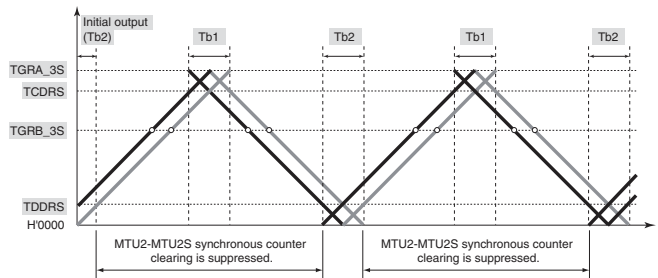 Initial output
(Tb2)
Tb1
Tb2
Tb1
Tb2
TGRA_3S
TCDRS
TGRB_3S
TDDRS
H'0000
MTU2-MTU2S synchronous counter
clearing is suppressed.
MTU2-MTU2S synchronous counter
clearing is suppressed.